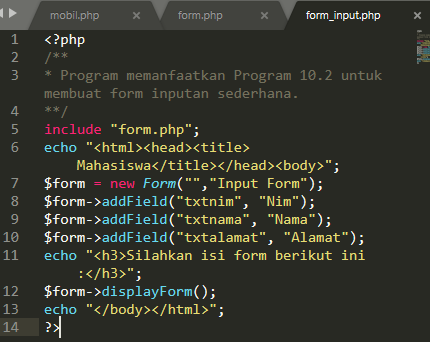 mobil.php × form.php × form_input.php ×
1 <?php
2 /**
3 * Program memanfaatkan Program 10.2 untuk
membuat form inputan sederhana.
4 **/
5 include "form.php";
6 echo "<html><head><title>
Mahasiswa</title></head><body>";
7 $form = new Form("","Input Form");
8 $form->addField("txtnim", "Nim");
9 $form->addField("txtnama", "Nama");
10 $form->addField("txtalamat", "Alamat");
11 echo "<h3>Silahkan isi form berikut ini
:</h3>";
12 $form->displayForm();
13 echo "</body></html>";
14 ?>